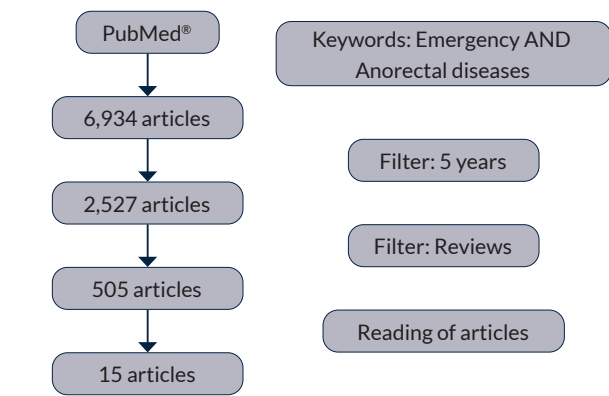 PubMed®
Keywords: Emergency AND
Anorectal diseases
6,934 articles
Filter: 5 years
2,527 articles
Filter: Reviews
505 articles
Reading of articles
15 articles